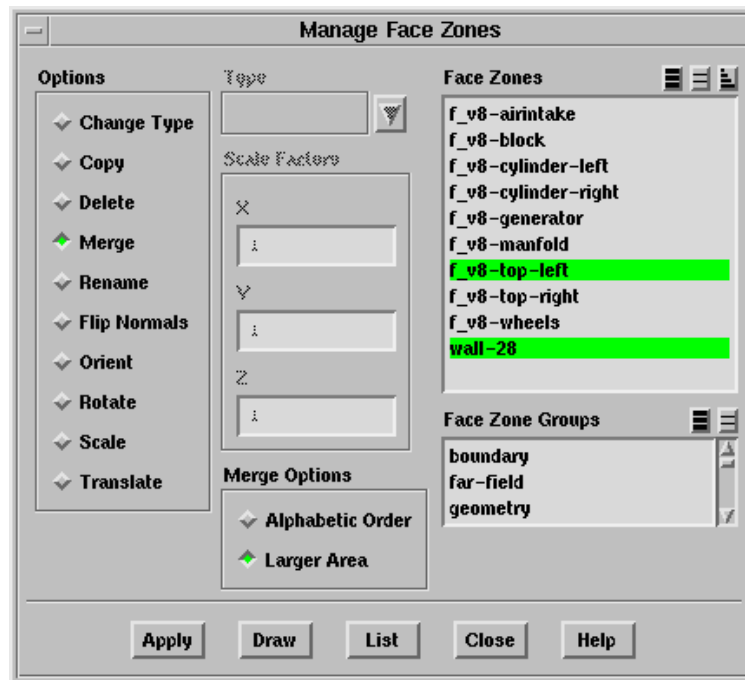 Manage Face Zones
Options
Change Type
Copy
Delete
Merge
Rename
Flip Normals
Orient
Rotate
Scale
Translate
Type
Scale Factors
X
1
Y
1
Z
1
Merge Options
Alphabetic Order
Larger Area
Face Zones
f_v8-airintake
f_v8-block
f_v8-cylinder-left
f_v8-cylinder-right
f_v8-generator
f_v8-manfold
f_v8-top-left
f_v8-top-right
f_v8-wheels
wall-28
Face Zone Groups
boundary
far-field
geometry
Apply Draw List Close Help